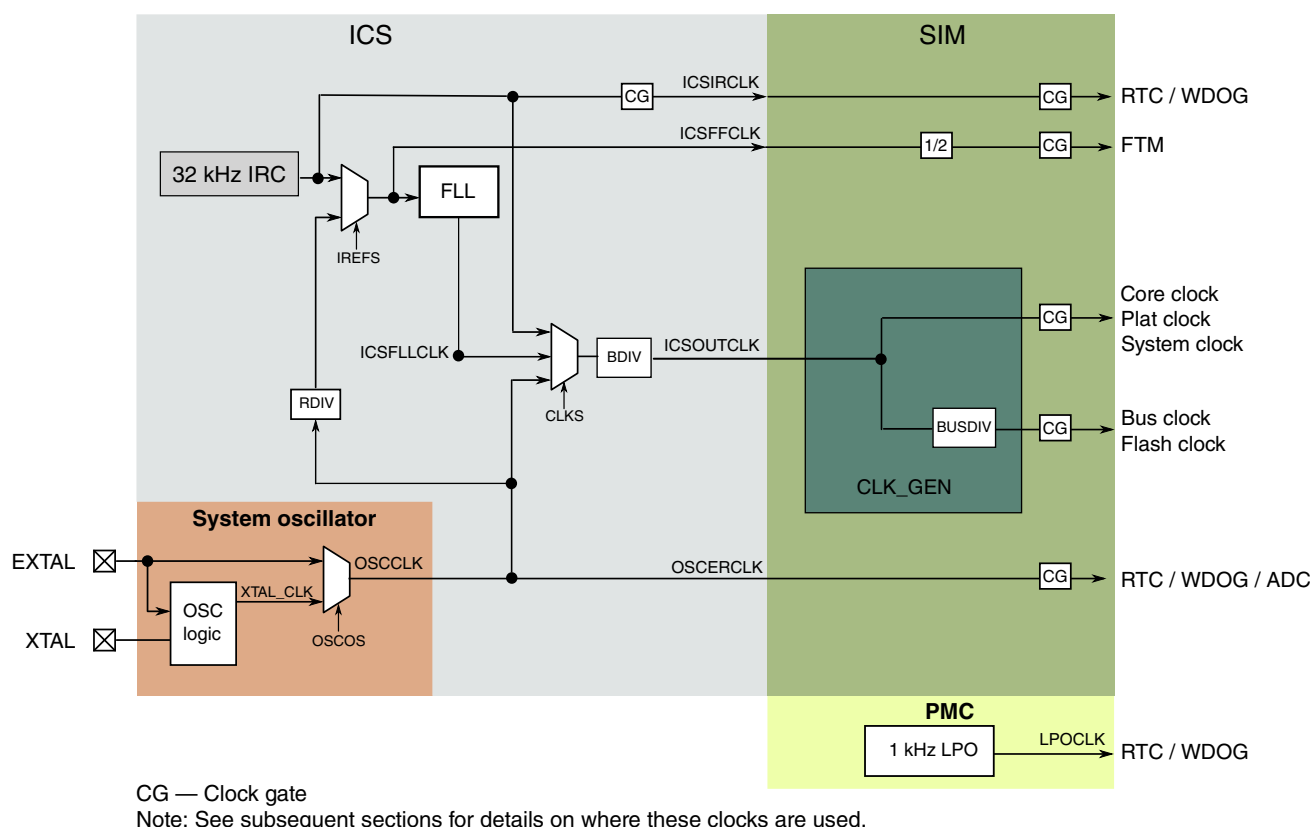 ICS
SIM
CG
ICSIRCLK
CG
RTC / WDOG
ICSFFCLK
1/2
CG
FTM
32 kHz IRC
FLL
IREFS
Core clock
Plat clock
System clock
CG
ICSFLLCLK
BDIV
ICSOUTCLK
RDIV
CLKS
BUSDIV
CG
Bus clock
Flash clock
CLK_GEN
System oscillator
EXTAL
OSCCLK
OSCERCLK
CG
RTC / WDOG / ADC
XTAL_CLK
OSC
logic
XTAL
OSCOS
PMC
1 kHz LPO
LPOCLK
RTC / WDOG
CG — Clock gate
Note: See subsequent sections for details on where these clocks are used.